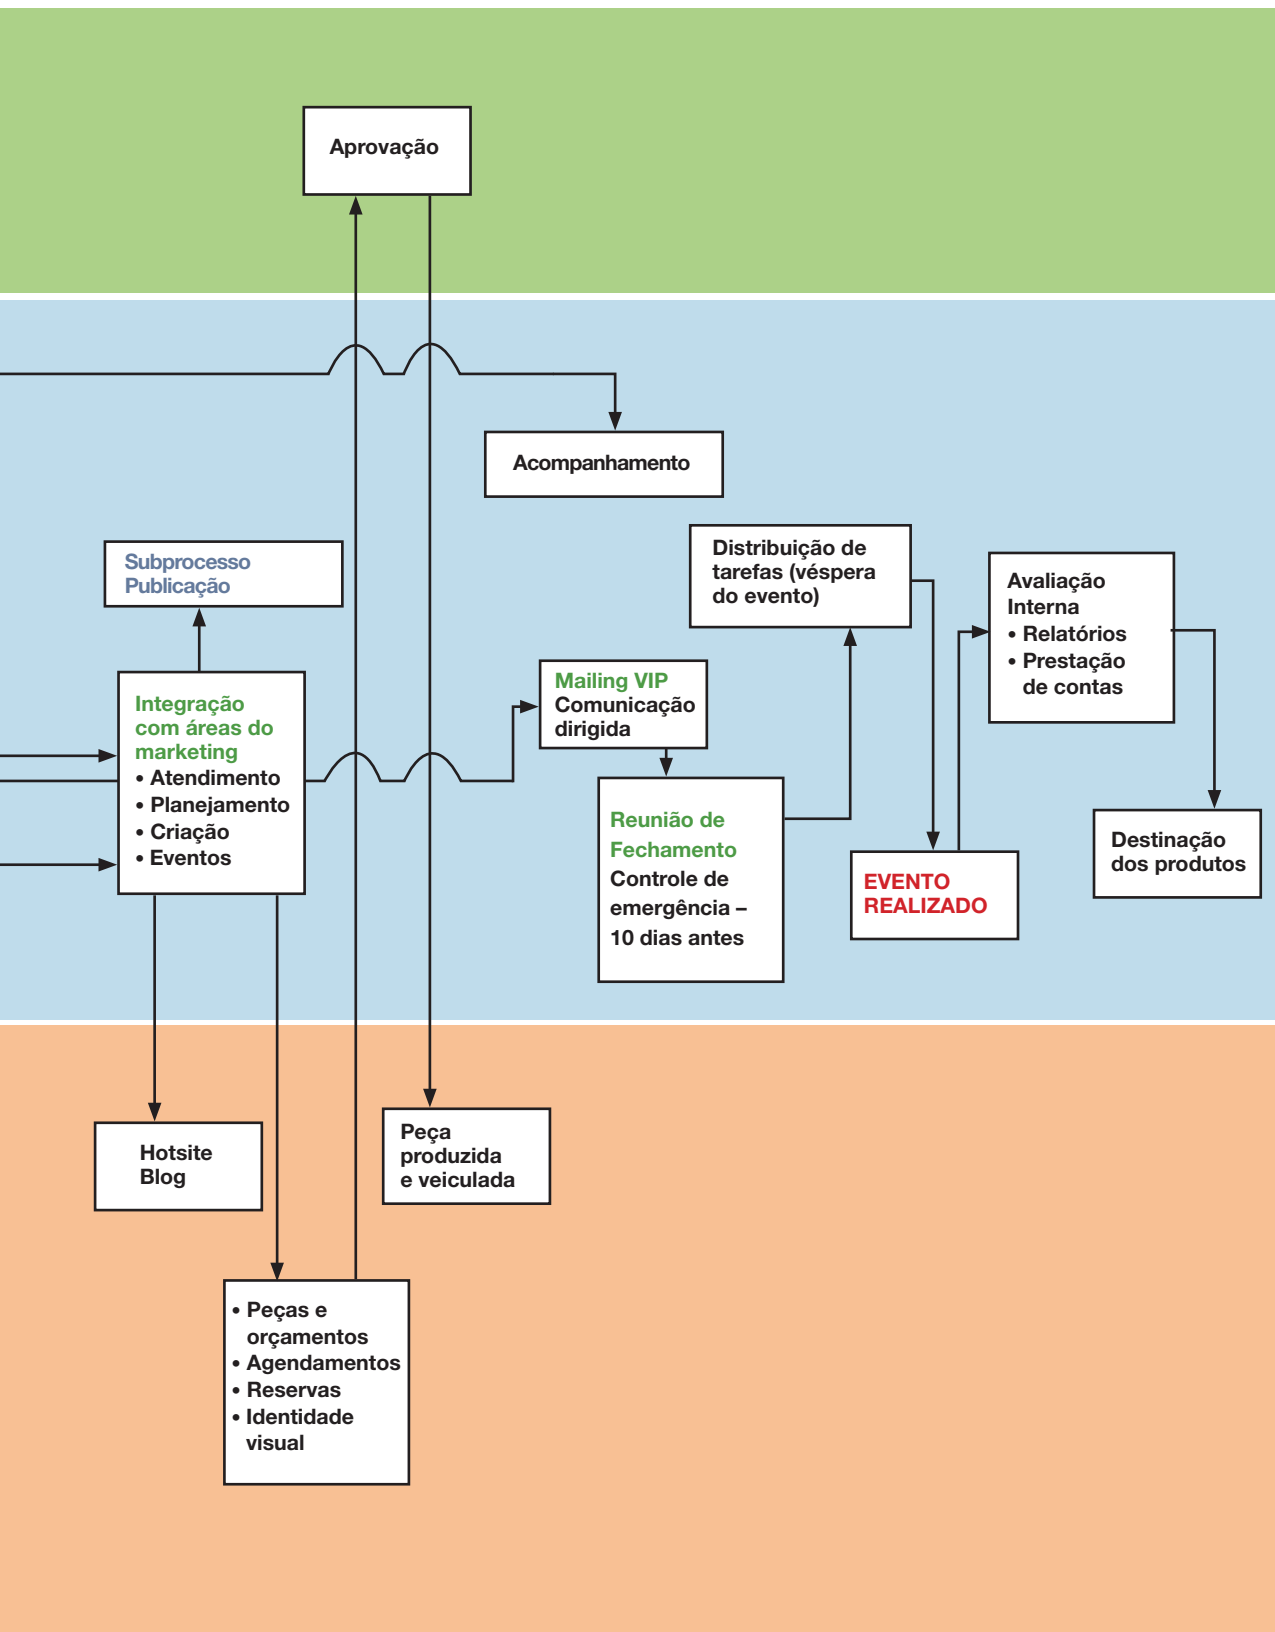 Aprovação
Acompanhamento
Subprocesso
Publicação
Distribuição de
tarefas (véspera
do evento)
Avaliação
Interna
• Relatórios
• Prestação
de contas
Integração
com áreas do
marketing
• Atendimento
• Planejamento
• Criação
• Eventos
Mailing VIP
Comunicação
dirigida
Reunião de
Fechamento
Controle de
emergência –
10 dias antes
EVENTO
REALIZADO
Destinação
dos produtos
Hotsite
Blog
Peça
produzida
e veiculada
• Peças e
orçamentos
• Agendamentos
• Reservas
• Identidade
visual